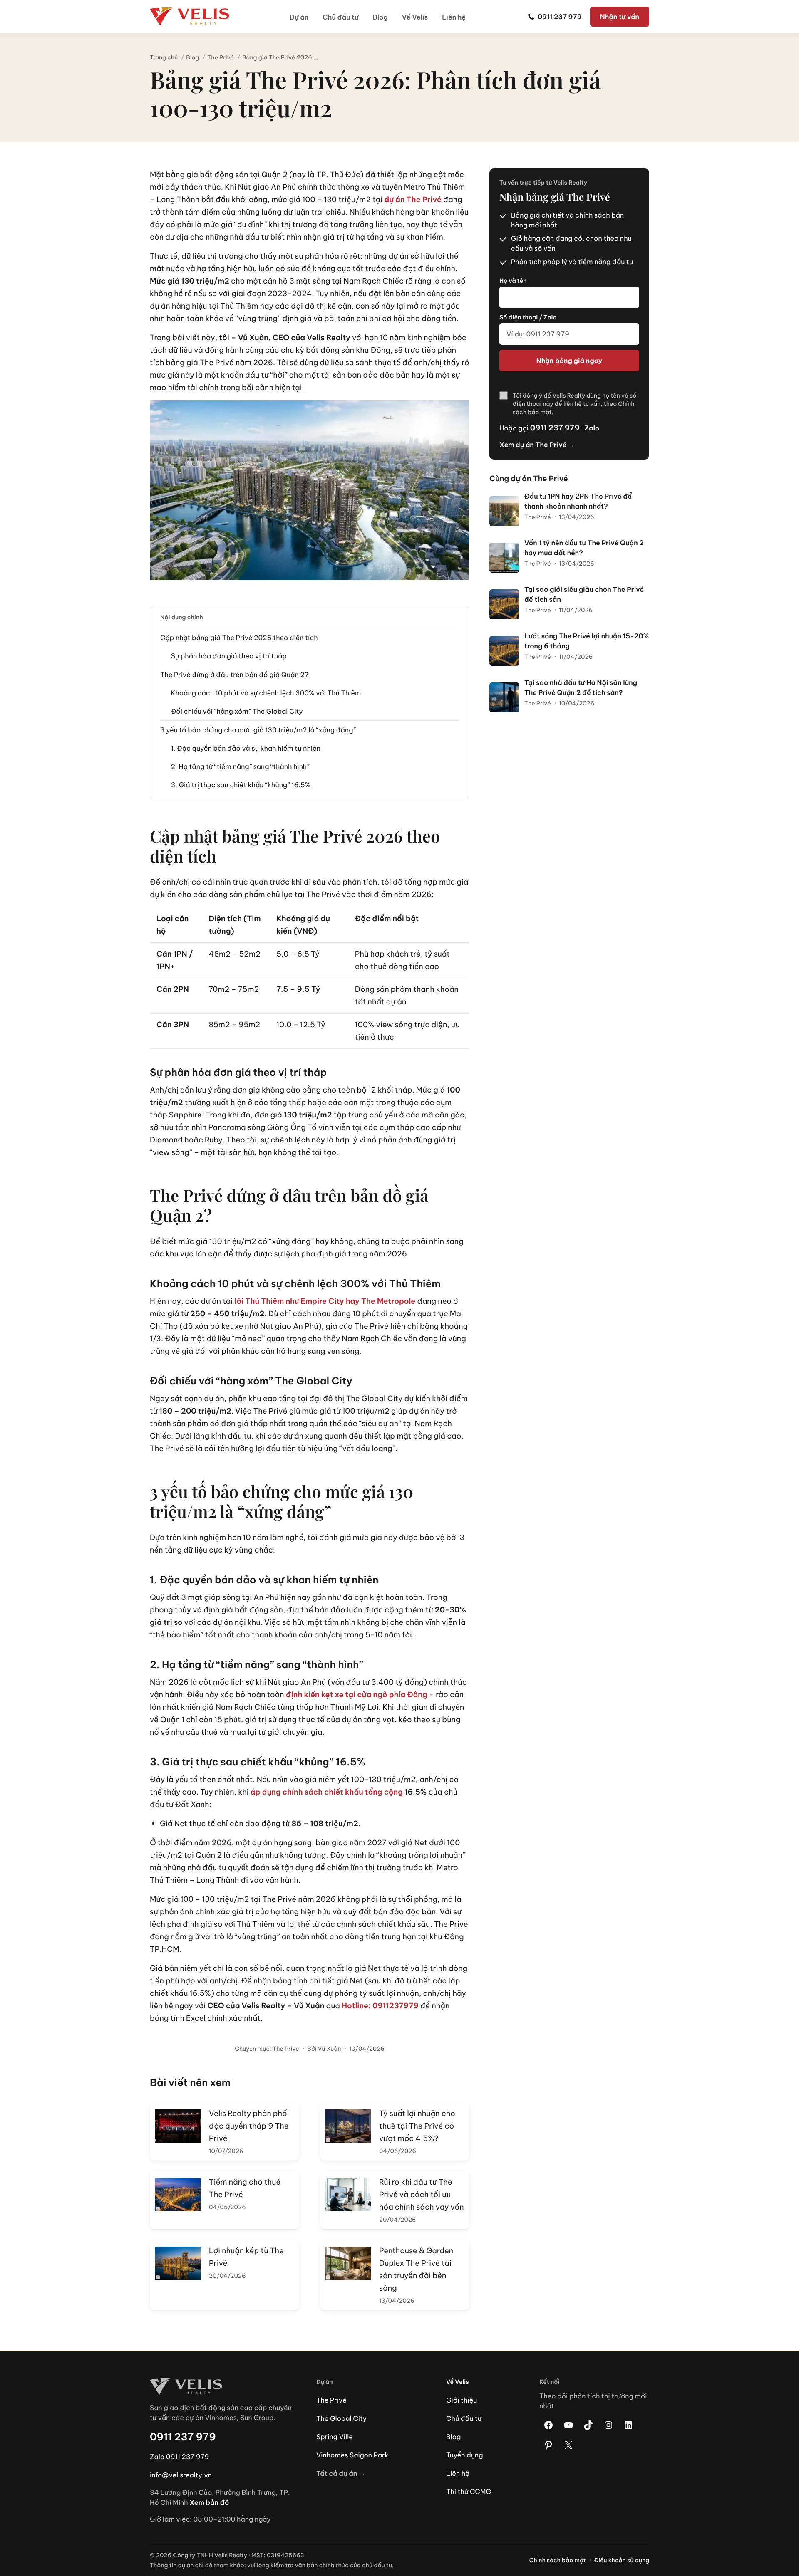 VELIS
REALTY
Dự án
Chủ đầu tư
Blog
Về Velis
Liên hệ
0911 237 979
Nhận tư vấn
Trang chủ / Blog / The Privé / Bảng giá The Privé 2026:...
Bảng giá The Privé 2026: Phân tích đơn giá
100-130 triệu/m2
Mặt bằng giá bất động sản tại Quận 2 (nay là TP. Thủ Đức) đã thiết lập những cột mốc
mới đầy thách thức. Khi Nút giao An Phú chính thức thông xe và tuyến Metro Thủ Thiêm
– Long Thành bắt đầu khởi công, mức giá 100 – 130 triệu/m2 tại dự án The Privé đang
trở thành tâm điểm của những luồng dư luận trái chiều. Nhiều khách hàng băn khoăn liệu
đây có phải là mức giá “đu đỉnh” khi thị trường đã tăng trưởng liên tục, hay thực tế vẫn
còn dư địa cho những nhà đầu tư biết nhìn nhận giá trị từ hạ tầng và sự khan hiếm.
Thực tế, dữ liệu thị trường cho thấy một sự phân hóa rõ rệt: những dự án sở hữu lợi thế
mặt nước và hạ tầng hiện hữu luôn có sức đề kháng cực tốt trước các đợt điều chỉnh.
Mức giá 130 triệu/m2 cho một căn hộ 3 mặt sông tại Nam Rạch Chiếc rõ ràng là con số
không hề rẻ nếu so với giai đoạn 2023-2024. Tuy nhiên, nếu đặt lên bàn cân cùng các
dự án hàng hiệu tại Thủ Thiêm hay các đại đô thị kế cận, con số này lại mở ra một góc
nhìn hoàn toàn khác về “vùng trũng” định giá và bài toán chi phí cơ hội cho dòng tiền.
Trong bài viết này, tôi – Vũ Xuân, CEO của Velis Realty với hơn 10 năm kinh nghiệm bóc
tách dữ liệu và đồng hành cùng các chu kỳ bất động sản khu Đông, sẽ trực tiếp phân
tích bảng giá The Privé năm 2026. Tôi sẽ dùng dữ liệu so sánh thực tế để anh/chị thấy rõ
mức giá này là khởi đầu cho một “thời” cho một tài sản bán đảo độc bản hay là một sự
mạo hiểm tài chính trong bối cảnh hiện tại.
Nội dung chính
Cập nhật bảng giá The Privé 2026 theo diện tích
Sự phân hóa đơn giá theo vị trí tháp
The Privé đứng ở đâu trên bản đồ giá Quận 2?
Khoảng cách 10 phút và sự chênh lệch 300% với Thủ Thiêm
Đối chiếu với “hàng xóm” The Global City
3 yếu tố bảo chứng cho mức giá 130 triệu/m2 là “xứng đáng”
1. Đặc quyền bán đảo và sự khan hiếm tự nhiên
2. Hạ tầng từ “tiềm năng” sang “thành hình”
3. Giá trị thực sau chiết khấu “khủng” 16.5%
Cập nhật bảng giá The Privé 2026 theo
diện tích
Để anh/chị có cái nhìn trực quan trước khi đi sâu vào phân tích, tôi đã tổng hợp mức giá
dự kiến cho các dòng sản phẩm chủ lực tại The Privé vào thời điểm năm 2026:
Loại căn hộ
Diện tích (Tim tường)
Khoảng giá dự kiến (VNĐ)
Đặc điểm nổi bật
Căn 1PN / 1PN+
48m2 – 52m2
5.0 – 6.5 Tỷ
Phù hợp khách trẻ, tỷ suất cho thuê dòng tiền cao
Căn 2PN
70m2 – 75m2
7.5 – 9.5 Tỷ
Dòng sản phẩm thanh khoản tốt nhất dự án
Căn 3PN
85m2 – 95m2
10.0 – 12.5 Tỷ
100% view sông trực diện, ưu tiên ở thực
Sự phân hóa đơn giá theo vị trí tháp
Anh/chị cần lưu ý rằng đơn giá không cào bằng cho toàn bộ 12 khối tháp. Mức giá 100
triệu/m2 thường xuất hiện ở các tầng thấp hoặc các căn mặt trong thuộc các cụm
tháp Sapphire. Trong khi đó, đơn giá 130 triệu/m2 tập trung chủ yếu ở các mã căn góc,
sở hữu tầm nhìn Panorama sông Giồng Ông Tố vĩnh viễn tại các cụm tháp cao cấp như
Diamond hoặc Ruby. Theo tôi, sự chênh lệch này là hợp lý vì nó phản ánh đúng giá trị
“view sông” – một tài sản hữu hạn không thể tái tạo.
The Privé đứng ở đâu trên bản đồ giá
Quận 2?
Để biết mức giá 130 triệu/m2 có “xứng đáng” hay không, chúng ta buộc phải nhìn sang
các khu vực lân cận để thấy được sự lệch pha định giá trong năm 2026.
Khoảng cách 10 phút và sự chênh lệch 300% với Thủ Thiêm
Hiện nay, các dự án tại lõi Thủ Thiêm như Empire City hay The Metropole đang neo ở
mức giá từ 250 – 450 triệu/m2. Dù chỉ cách nhau đúng 10 phút di chuyển qua trục Mai
Chí Thọ (đã xóa bỏ kẹt xe nhờ Nút giao An Phú), giá của The Privé hiện chỉ bằng khoảng
1/3. Đây là một dữ liệu “mỏ neo” quan trọng cho thấy Nam Rạch Chiếc vẫn đang là vùng
trũng về giá đối với phân khúc căn hộ hạng sang ven sông.
Đối chiếu với “hàng xóm” The Global City
Ngay sát cạnh dự án, phân khu cao tầng tại đại đô thị The Global City dự kiến khởi điểm
từ 180 – 200 triệu/m2. Việc The Privé giữ mức giá từ 100 triệu/m2 giúp dự án này trở
thành sản phẩm có đơn giá thấp nhất trong quần thể các “siêu dự án” tại Nam Rạch
Chiếc. Dưới lăng kính đầu tư, khi các dự án xung quanh đều thiết lập mặt bằng giá cao,
The Privé sẽ là cái tên hưởng lợi đầu tiên từ hiệu ứng “vết dầu loang”.
3 yếu tố bảo chứng cho mức giá 130
triệu/m2 là “xứng đáng”
Dựa trên kinh nghiệm hơn 10 năm làm nghề, tôi đánh giá mức giá này được bảo vệ bởi 3
nền tảng dữ liệu cực kỳ vững chắc:
1. Đặc quyền bán đảo và sự khan hiếm tự nhiên
Quỹ đất 3 mặt giáp sông tại An Phú hiện nay gần như đã cạn kiệt hoàn toàn. Trong
phong thủy và định giá bất động sản, địa thế bán đảo luôn được cộng thêm từ 20-30%
giá trị so với các dự án nội khu. Việc sở hữu một tầm nhìn không bị che chắn vĩnh viễn là
“thẻ bảo hiểm” tốt nhất cho thanh khoản của anh/chị trong 5-10 năm tới.
2. Hạ tầng từ “tiềm năng” sang “thành hình”
Năm 2026 là cột mốc lịch sử khi Nút giao An Phú (vốn đầu tư 3.400 tỷ đồng) chính thức
vận hành. Điều này xóa bỏ hoàn toàn định kiến kẹt xe tại cửa ngõ phía Đông – rào cản
lớn nhất khiến giá Nam Rạch Chiếc từng thấp hơn Thạnh Mỹ Lợi. Khi thời gian di chuyển
về Quận 1 chỉ còn 15 phút, giá trị sử dụng thực tế của dự án tăng vọt, kéo theo sự bùng
nổ về nhu cầu thuê và mua lại từ giới chuyên gia.
3. Giá trị thực sau chiết khấu “khủng” 16.5%
Đây là yếu tố then chốt nhất. Nếu nhìn vào giá niêm yết 100-130 triệu/m2, anh/chị có
thể thấy cao. Tuy nhiên, khi áp dụng chính sách chiết khấu tổng cộng 16.5% của chủ
đầu tư Đất Xanh:
• Giá Net thực tế chỉ còn dao động từ 85 – 108 triệu/m2.
Ở thời điểm năm 2026, một dự án hạng sang, bàn giao năm 2027 với giá Net dưới 100
triệu/m2 tại Quận 2 là điều gần như không tưởng. Đây chính là “khoảng trống lợi nhuận”
mà những nhà đầu tư quyết đoán sẽ tận dụng để chiếm lĩnh thị trường trước khi Metro
Thủ Thiêm – Long Thành đi vào vận hành.
Mức giá 100 – 130 triệu/m2 tại The Privé năm 2026 không phải là sự thổi phồng, mà là
sự phản ánh chính xác giá trị của hạ tầng hiện hữu và quỹ đất bán đảo độc bản. Với sự
lệch pha định giá so với Thủ Thiêm và lợi thế từ các chính sách chiết khấu sâu, The Privé
đang nắm giữ vai trò là “vùng trũng” an toàn nhất cho dòng tiền trung hạn tại khu Đông
TP.HCM.
Giá bán niêm yết chỉ là con số bề nổi, quan trọng nhất là giá Net thực tế và lộ trình dòng
tiền phù hợp với anh/chị. Để nhận bảng tính chi tiết giá Net (sau khi đã trừ hết các lớp
chiết khấu 16.5%) cho từng mã căn cụ thể cùng dự phóng tỷ suất lợi nhuận, anh/chị hãy
liên hệ ngay với CEO của Velis Realty – Vũ Xuân qua Hotline: 0911237979 để nhận
bảng tính Excel chính xác nhất.
Chuyên mục: The Privé · Bởi Vũ Xuân · 10/04/2026
Bài viết nên xem
Velis Realty phân phối độc quyền tháp 9 The Privé
10/07/2026
Tỷ suất lợi nhuận cho thuê tại The Privé có vượt mốc 4.5%?
04/06/2026
Tiềm năng cho thuê The Privé
04/05/2026
Rủi ro khi đầu tư The Privé và cách tối ưu hóa chính sách vay vốn
20/04/2026
Lợi nhuận kép từ The Privé
20/04/2026
Penthouse & Garden Duplex The Privé tài sản truyền đời bên sông
13/04/2026
Tư vấn trực tiếp từ Velis Realty
Nhận bảng giá The Privé
Bảng giá chi tiết và chính sách bán
hàng mới nhất
Giỏ hàng căn đang có, chọn theo nhu
cầu và số vốn
Phân tích pháp lý và tiềm năng dự án
Họ và tên
Số điện thoại / Zalo
Ví dụ: 0911 237 979
Nhận bảng giá ngay
Tôi đồng ý để Velis Realty dùng họ tên và số
điện thoại này để liên hệ tư vấn, theo Chính
sách bảo mật.
Hoặc gọi 0911 237 979 · Zalo
Xem dự án The Privé →
Cùng dự án The Privé
Đầu tư 1PN hay 2PN The Privé để
thanh khoản nhanh nhất?
The Privé · 13/04/2026
Vốn 1 tỷ nên đầu tư The Privé Quận 2
hay mua đất nền?
The Privé · 13/04/2026
Tại sao giới siêu giàu chọn The Privé
để tích sản
The Privé · 11/04/2026
Lướt sóng The Privé lợi nhuận 15-20%
trong 6 tháng
The Privé · 11/04/2026
Tại sao nhà đầu tư Hà Nội săn lùng
The Privé Quận 2 để tích sản?
The Privé · 10/04/2026
VELIS
REALTY
Sàn giao dịch bất động sản cao cấp chuyên
tư vấn các dự án Vinhomes, Sun Group.
0911 237 979
Zalo 0911 237 979
info@velisrealty.vn
34 Lương Định Của, Phường Bình Trưng, TP.
Hồ Chí Minh Xem bản đồ
Giờ làm việc: 08:00–21:00 hằng ngày
Dự án
The Privé
The Global City
Spring Ville
Vinhomes Saigon Park
Tất cả dự án →
Về Velis
Giới thiệu
Chủ đầu tư
Blog
Tuyển dụng
Liên hệ
Thi thử CCMG
Kết nối
Theo dõi phân tích thị trường mới
nhất
© 2026 Công ty TNHH Velis Realty · MST: 0319425663
Thông tin dự án chỉ để tham khảo; vui lòng kiểm tra văn bản chính thức của chủ đầu tư.
Chính sách bảo mật · Điều khoản sử dụng